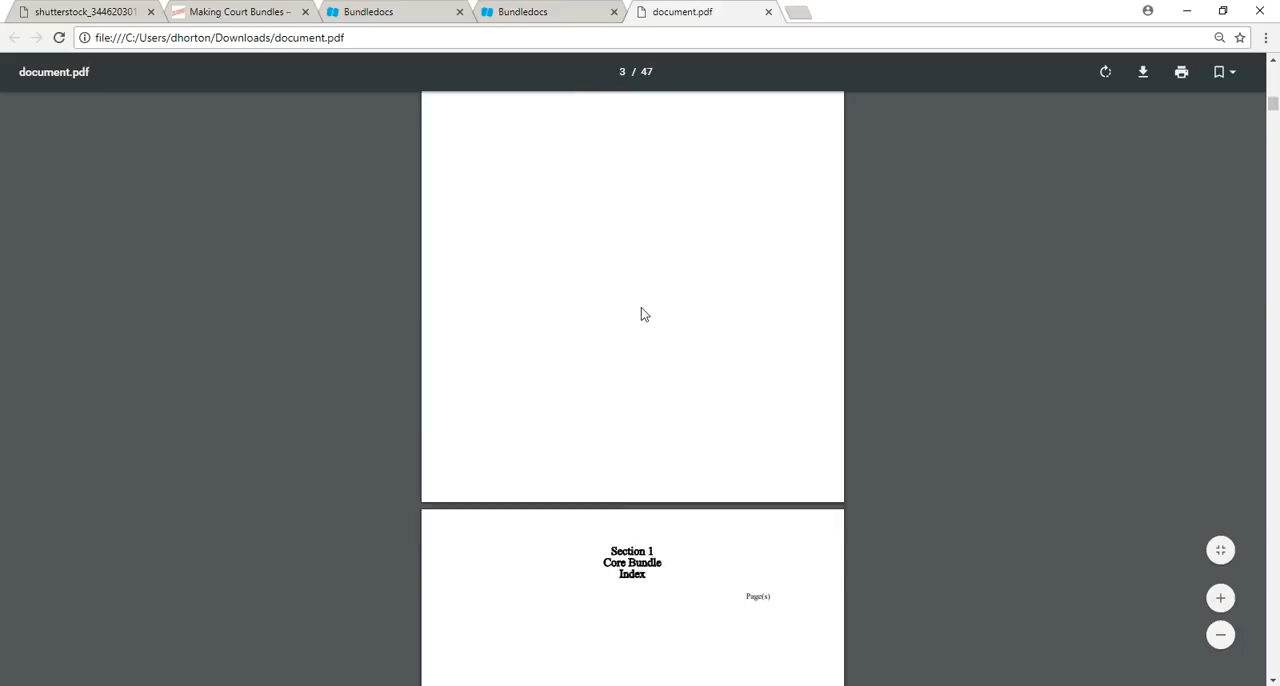 shutterstock_344620301
Making Court Bundles –
Bundledocs
Bundledocs
document.pdf
file:///C:/Users/dhorton/Downloads/document.pdf
document.pdf
3 / 47
Section 1
Core Bundle
Index
Page(s)